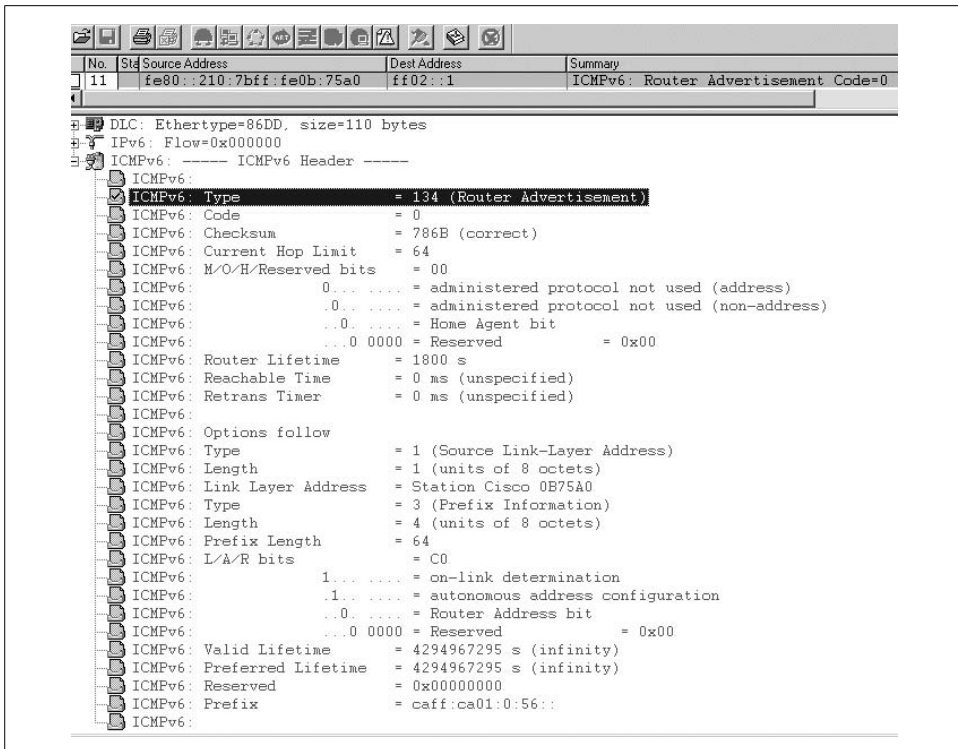 No. Sta Source Address Dest Address Summary
11 fe80::210:7bff:fe0b:75a0 ff02::1 ICMPv6: Router Advertisement Code=0
DLC: Ethertype=86DD, size=110 bytes
IPv6: Flow=0x000000
ICMPv6: ----- ICMPv6 Header -----
ICMPv6:
ICMPv6: Type = 134 (Router Advertisement)
ICMPv6: Code = 0
ICMPv6: Checksum = 786B (correct)
ICMPv6: Current Hop Limit = 64
ICMPv6: M/O/H/Reserved bits = 00
ICMPv6: 0... .... = administered protocol not used (address)
ICMPv6: .0.. .... = administered protocol not used (non-address)
ICMPv6: ..0. .... = Home Agent bit
ICMPv6: ...0 0000 = Reserved = 0x00
ICMPv6: Router Lifetime = 1800 s
ICMPv6: Reachable Time = 0 ms (unspecified)
ICMPv6: Retrans Timer = 0 ms (unspecified)
ICMPv6:
ICMPv6: Options follow
ICMPv6: Type = 1 (Source Link-Layer Address)
ICMPv6: Length = 1 (units of 8 octets)
ICMPv6: Link Layer Address = Station Cisco 0B75A0
ICMPv6: Type = 3 (Prefix Information)
ICMPv6: Length = 4 (units of 8 octets)
ICMPv6: Prefix Length = 64
ICMPv6: L/A/R bits = C0
ICMPv6: 1... .... = on-link determination
ICMPv6: .1.. .... = autonomous address configuration
ICMPv6: ..0. .... = Router Address bit
ICMPv6: ...0 0000 = Reserved = 0x00
ICMPv6: Valid Lifetime = 4294967295 s (infinity)
ICMPv6: Preferred Lifetime = 4294967295 s (infinity)
ICMPv6: Reserved = 0x00000000
ICMPv6: Prefix = caff:ca01:0:56::
ICMPv6: